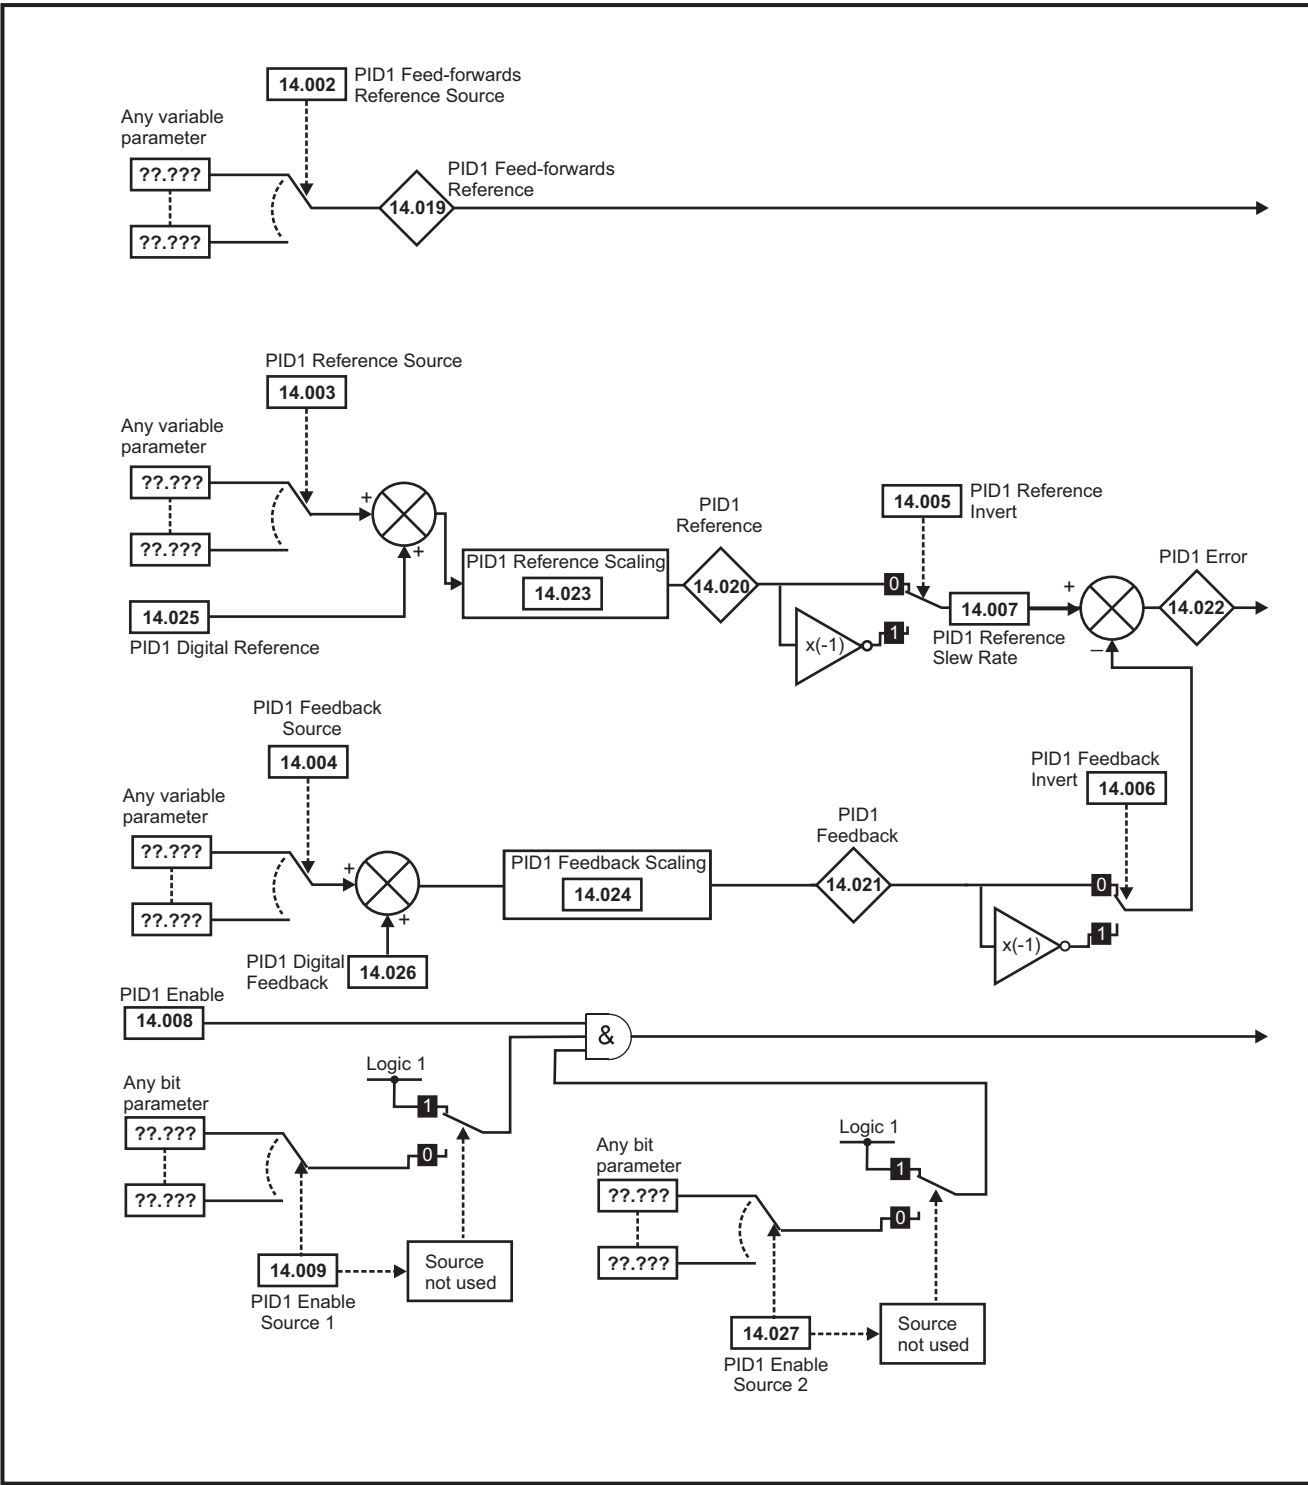 14.002
PID1 Feed-forwards
Reference Source
Any variable
parameter
??.???
??.???
14.019
PID1 Feed-forwards
Reference
PID1 Reference Source
14.003
Any variable
parameter
??.???
??.???
+
+
14.025
PID1 Digital Reference
PID1 Reference Scaling
14.023
PID1
Reference
14.020
x(-1)
0
1
14.005
PID1 Reference
Invert
14.007
PID1 Reference
Slew Rate
+
–
PID1 Error
14.022
PID1 Feedback
Source
14.004
Any variable
parameter
??.???
??.???
+
+
PID1 Digital
Feedback
14.026
PID1 Feedback Scaling
14.024
PID1
Feedback
14.021
x(-1)
0
1
PID1 Feedback
Invert
14.006
PID1 Enable
14.008
&
Any bit
parameter
??.???
??.???
Logic 1
1
0
14.009
PID1 Enable
Source 1
Source
not used
Any bit
parameter
??.???
??.???
Logic 1
1
0
14.027
PID1 Enable
Source 2
Source
not used